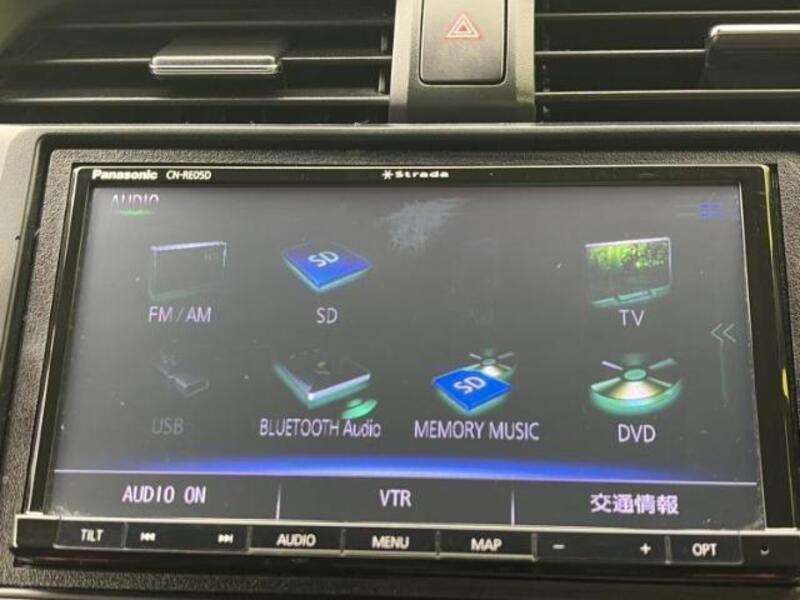 Panasonic CN-RE05D Strada
AUDIO
FM/AM SD TV
USB BLUETOOTH Audio MEMORY MUSIC DVD
AUDIO ON VTR 交通情報
TILT AUDIO MENU MAP - + OPT